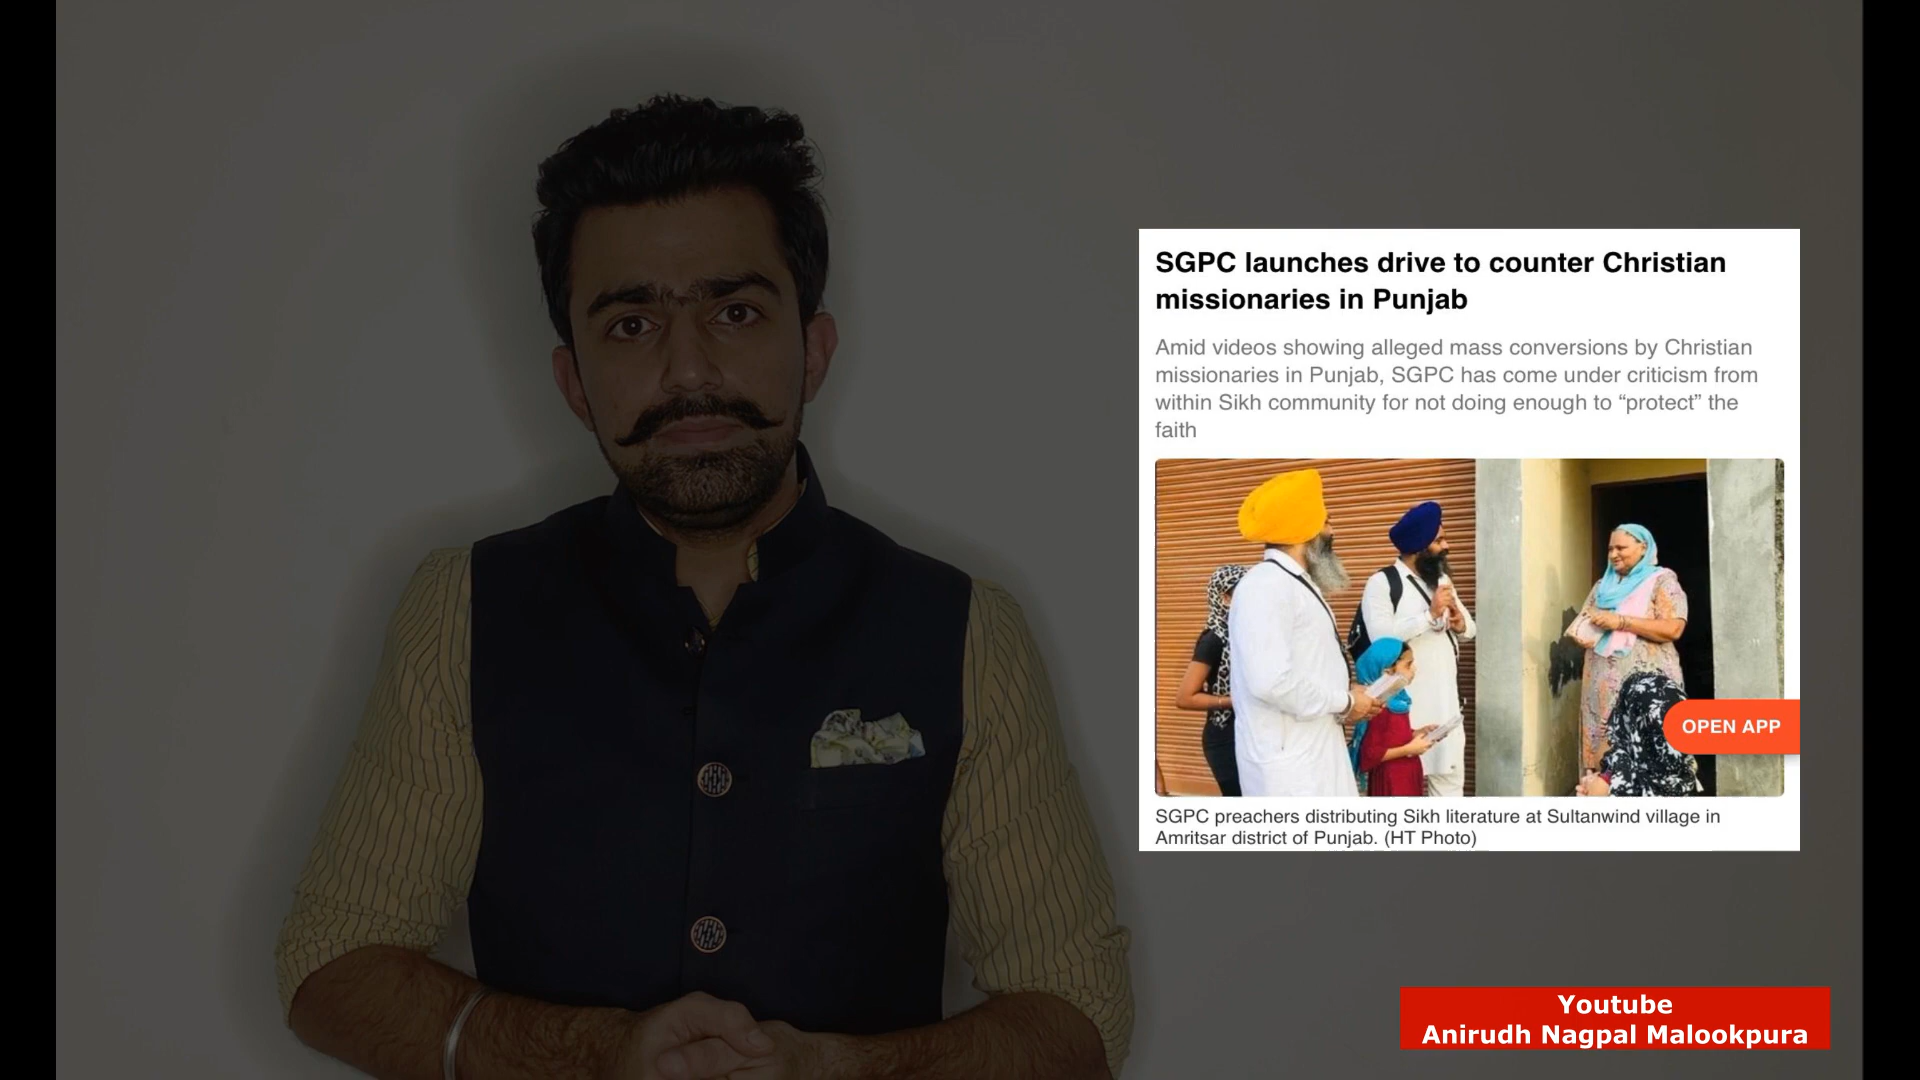 SGPC launches drive to counter Christian
missionaries in Punjab
Amid videos showing alleged mass conversions by Christian
missionaries in Punjab, SGPC has come under criticism from
within Sikh community for not doing enough to “protect” the
faith
OPEN APP
SGPC preachers distributing Sikh literature at Sultanwind village in
Amritsar district of Punjab. (HT Photo)
Youtube
Anirudh Nagpal Malookpura